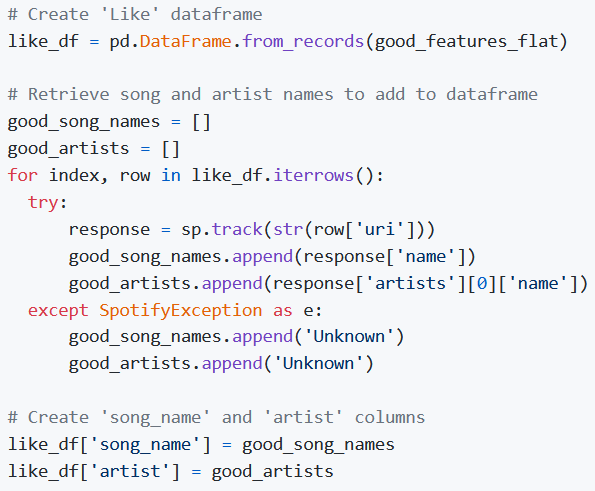 # Create 'Like' dataframe
like_df = pd.DataFrame.from_records(good_features_flat)

# Retrieve song and artist names to add to dataframe
good_song_names = []
good_artists = []
for index, row in like_df.iterrows():
  try:
      response = sp.track(str(row['uri']))
      good_song_names.append(response['name'])
      good_artists.append(response['artists'][0]['name'])
  except SpotifyException as e:
      good_song_names.append('Unknown')
      good_artists.append('Unknown')

# Create 'song_name' and 'artist' columns
like_df['song_name'] = good_song_names
like_df['artist'] = good_artists